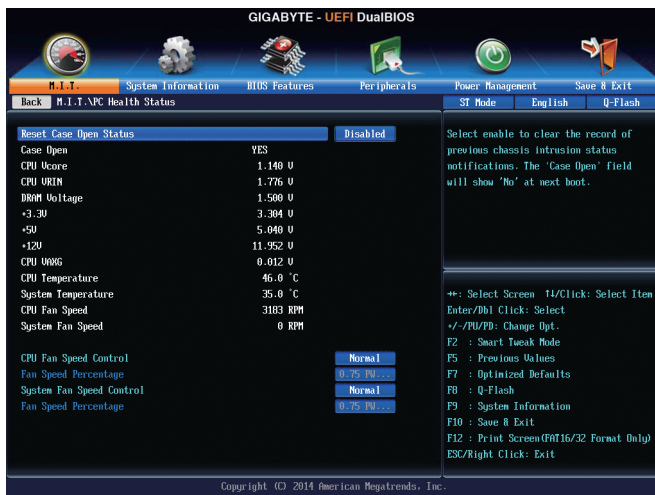 GIGABYTE - UEFI DualBIOS
M.I.T. System Information BIOS Features Peripherals Power Management Save & Exit
Back M.I.T.\PC Health Status ST Mode English Q-Flash
Reset Case Open Status Disabled
Case Open YES
CPU Vcore 1.140 V
CPU VRIN 1.776 V
DRAM Voltage 1.500 V
+3.3V 3.304 V
+5V 5.040 V
+12V 11.952 V
CPU VAXG 0.012 V
CPU Temperature 46.0 °C
System Temperature 35.0 °C
CPU Fan Speed 3183 RPM
System Fan Speed 0 RPM
CPU Fan Speed Control Normal
Fan Speed Percentage 0.75 PW...
System Fan Speed Control Normal
Fan Speed Percentage 0.75 PW...
Select enable to clear the record of
previous chassis intrusion status
notifications. The 'Case Open' field
will show 'No' at next boot.
→←: Select Screen ↑↓/Click: Select Item
Enter/Dbl Click: Select
+/-/PU/PD: Change Opt.
F2 : Smart Tweak Mode
F5 : Previous Values
F7 : Optimized Defaults
F8 : Q-Flash
F9 : System Information
F10 : Save & Exit
F12 : Print Screen(FAT16/32 Format Only)
ESC/Right Click: Exit
Copyright (C) 2014 American Megatrends, Inc.